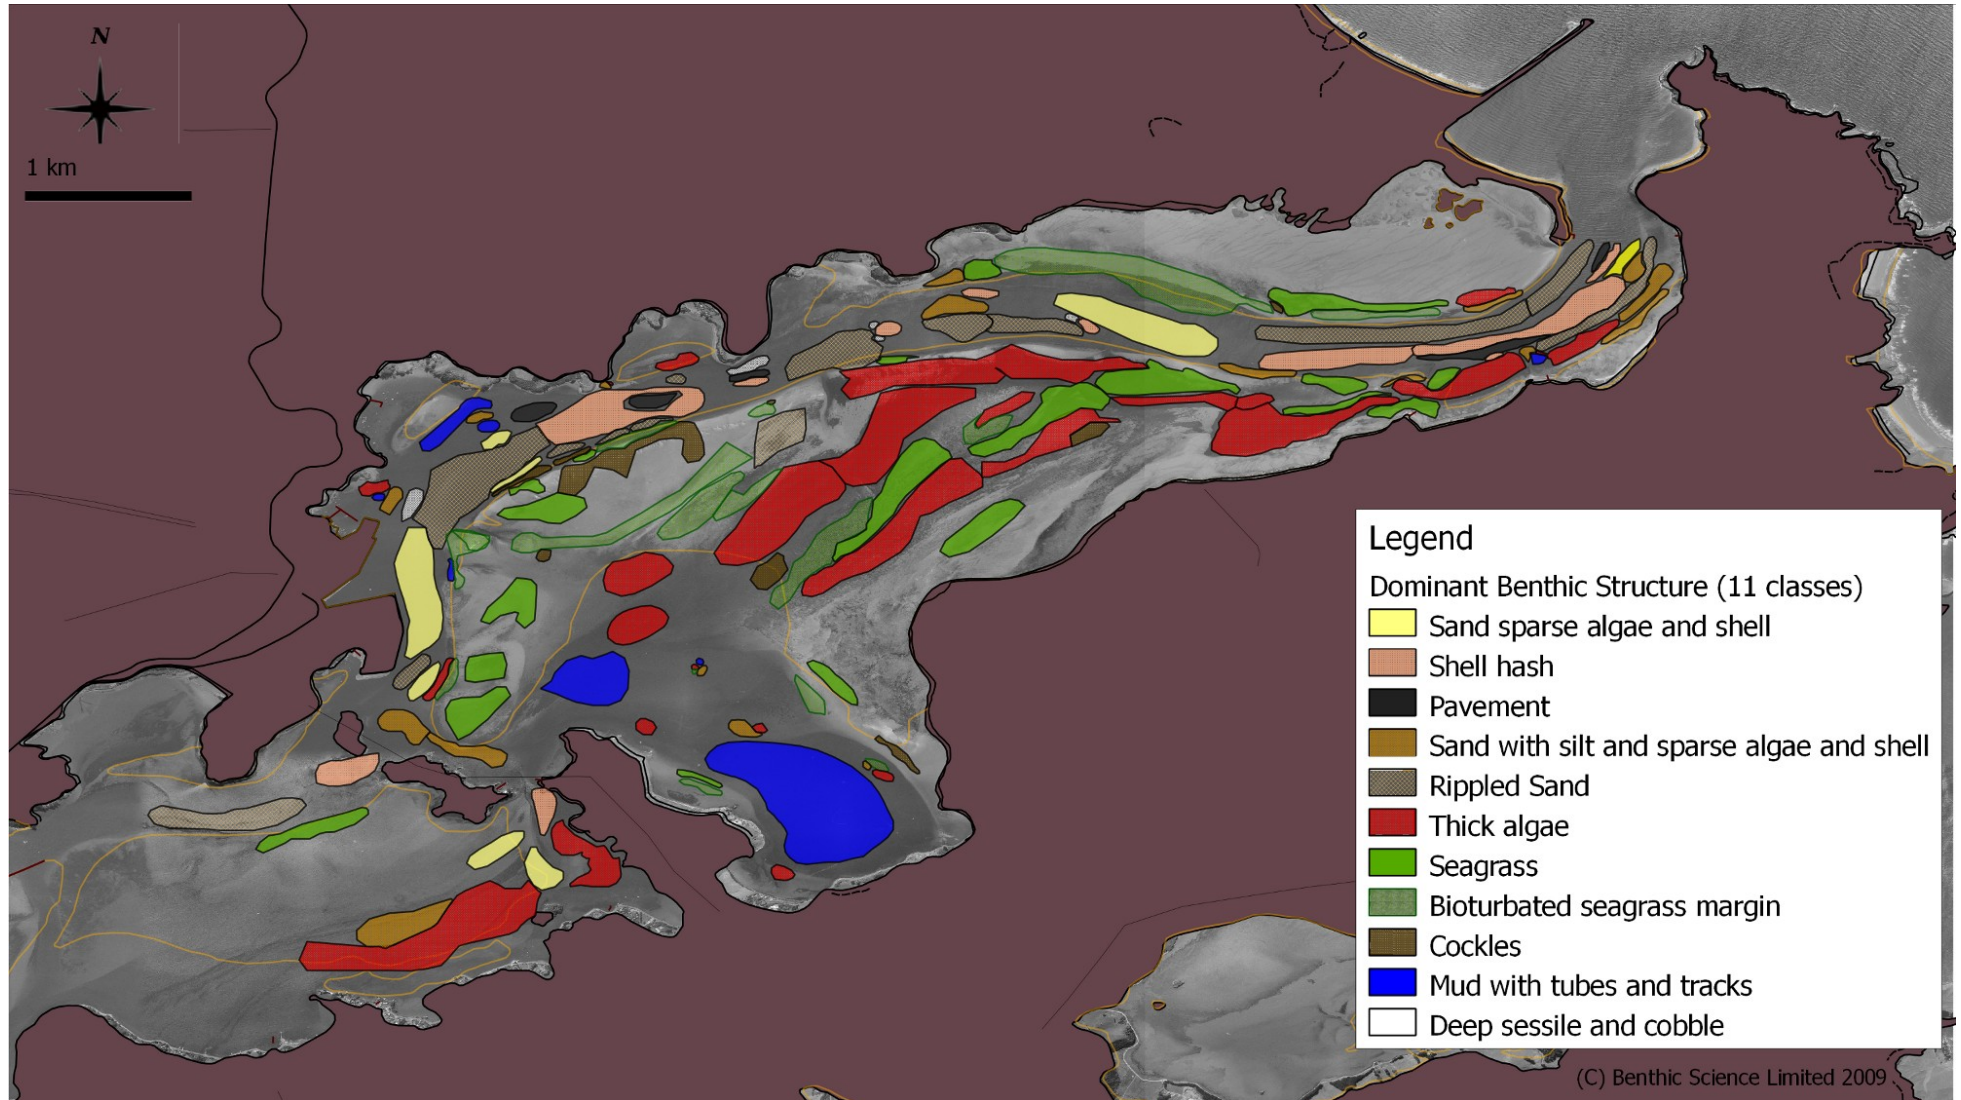 N
1 km
Legend
Dominant Benthic Structure (11 classes)
Sand sparse algae and shell
Shell hash
Pavement
Sand with silt and sparse algae and shell
Rippled Sand
Thick algae
Seagrass
Bioturbated seagrass margin
Cockles
Mud with tubes and tracks
Deep sessile and cobble
(C) Benthic Science Limited 2009